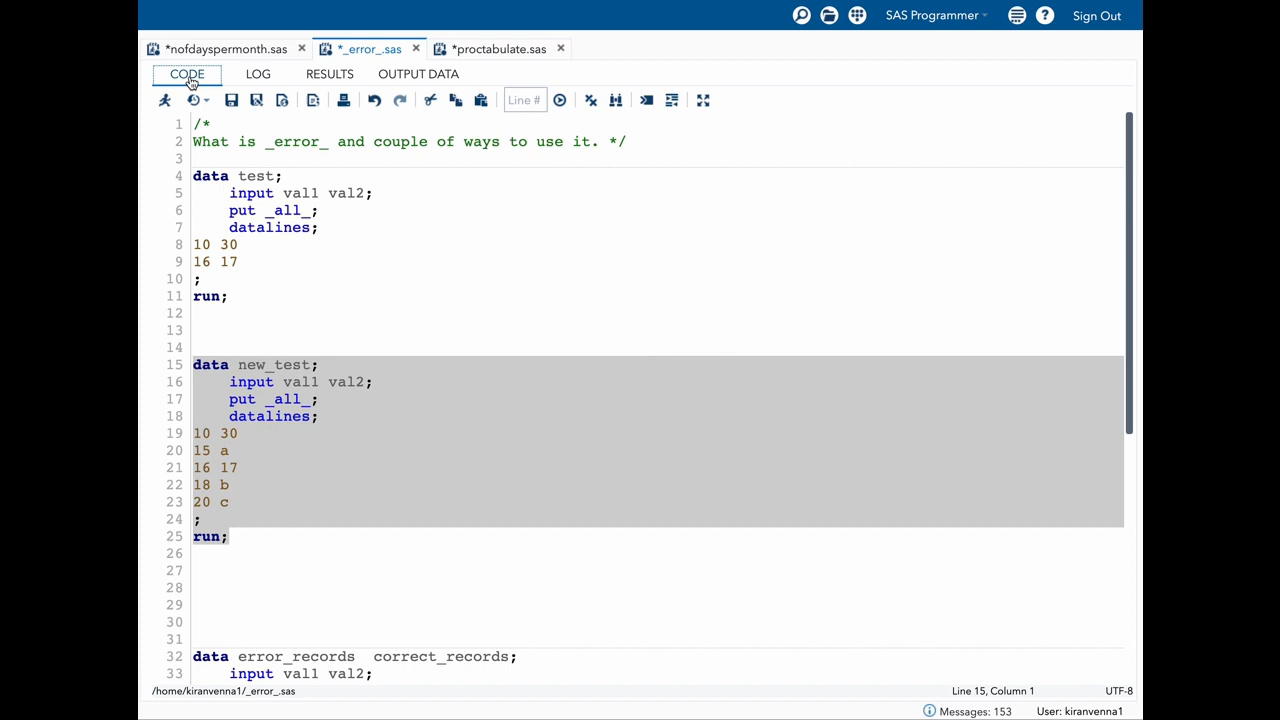 SAS Programmer
Sign Out
*nofdayspermonth.sas
*_error_.sas
*proctabulate.sas
CODE LOG RESULTS OUTPUT DATA
Line #
1 /*
2 What is _error_ and couple of ways to use it. */
3
4 data test;
5 input val1 val2;
6 put _all_;
7 datalines;
8 10 30
9 16 17
10 ;
11 run;
12
13
14
15 data new_test;
16 input val1 val2;
17 put _all_;
18 datalines;
19 10 30
20 15 a
21 16 17
22 18 b
23 20 c
24 ;
25 run;
26
27
28
29
30
31
32 data error_records  correct_records;
33 input val1 val2;
/home/kiranvenna1/_error_.sas
Line 15, Column 1
UTF-8
Messages: 153
User: kiranvenna1